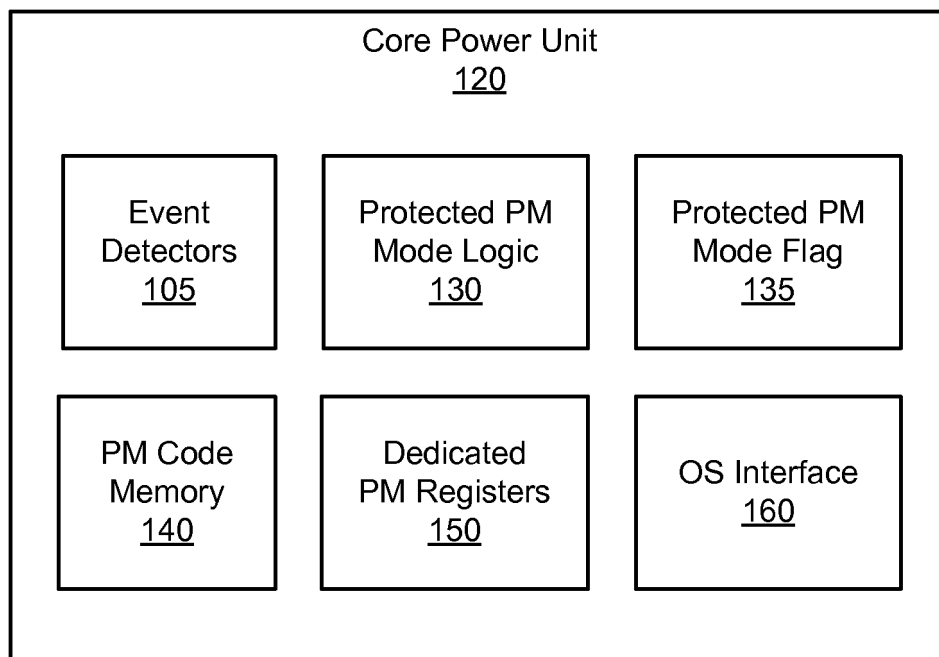 Core Power Unit
120
Event
Detectors
105
Protected PM
Mode Logic
130
Protected PM
Mode Flag
135
PM Code
Memory
140
Dedicated
PM Registers
150
OS Interface
160